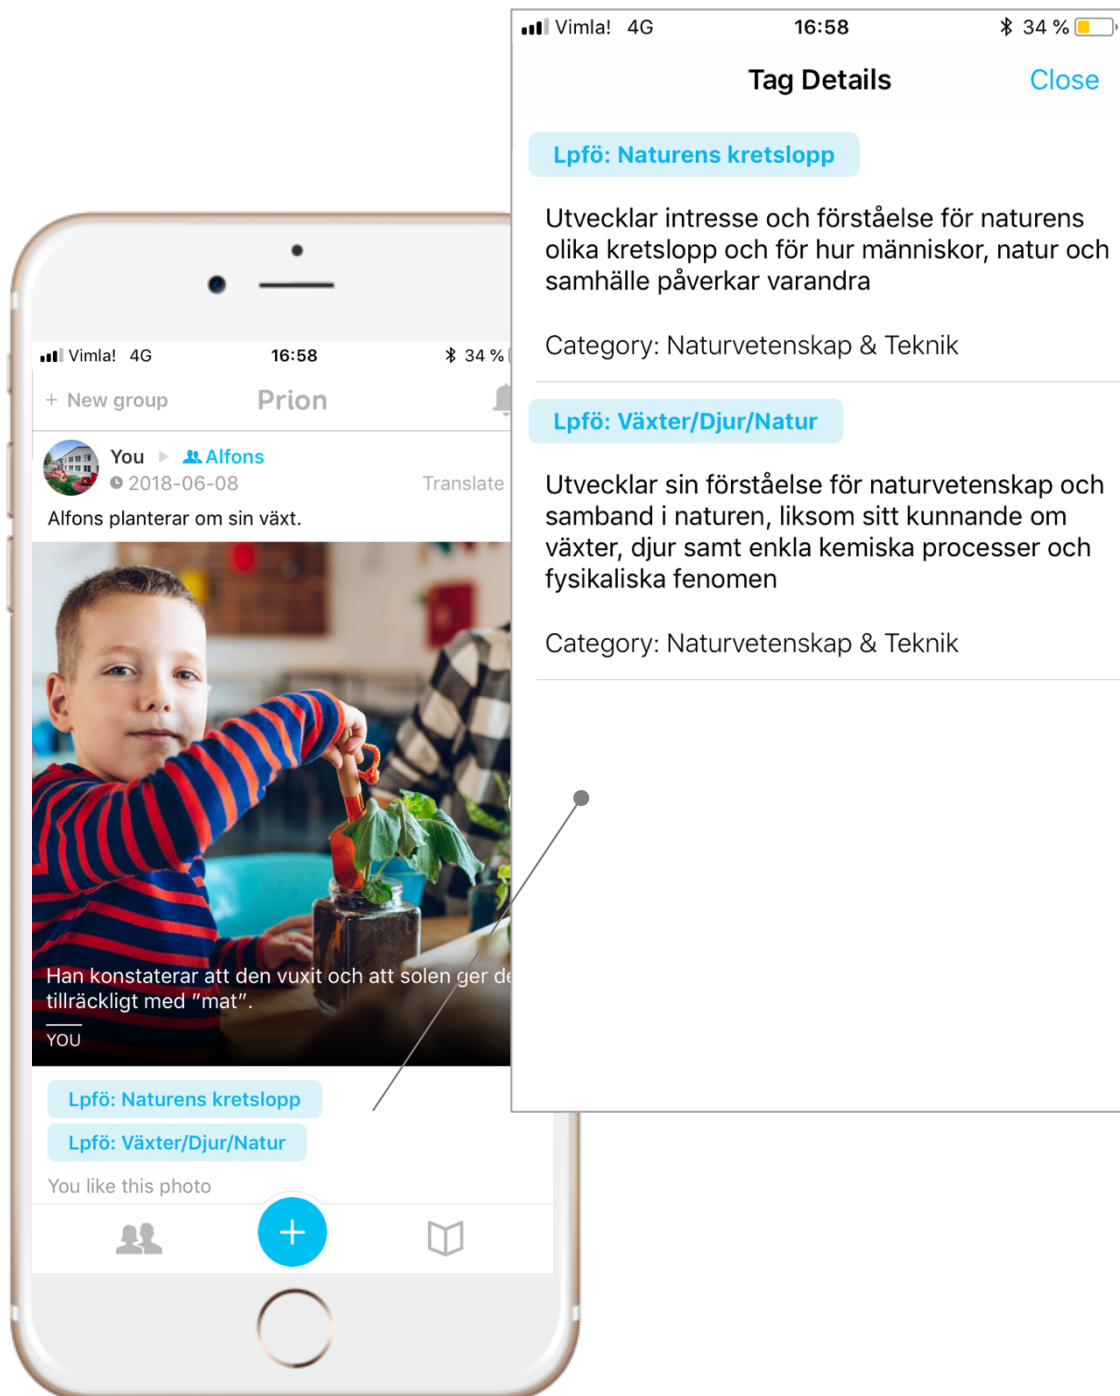 Vimla! 4G 16:58 34 %
Tag Details Close
Lpfö: Naturens kretslopp
Utvecklar intresse och förståelse för naturens
olika kretslopp och för hur människor, natur och
samhälle påverkar varandra
Category: Naturvetenskap & Teknik
Lpfö: Växter/Djur/Natur
Utvecklar sin förståelse för naturvetenskap och
samband i naturen, liksom sitt kunnande om
växter, djur samt enkla kemiska processer och
fysikaliska fenomen
Category: Naturvetenskap & Teknik
Vimla! 4G 16:58 34 %
+ New group Prion
You Alfons
2018-06-08 Translate
Alfons planterar om sin växt.
Han konstaterar att den vuxit och att solen ger
tillräckligt med ”mat”.
YOU
Lpfö: Naturens kretslopp
Lpfö: Växter/Djur/Natur
You like this photo